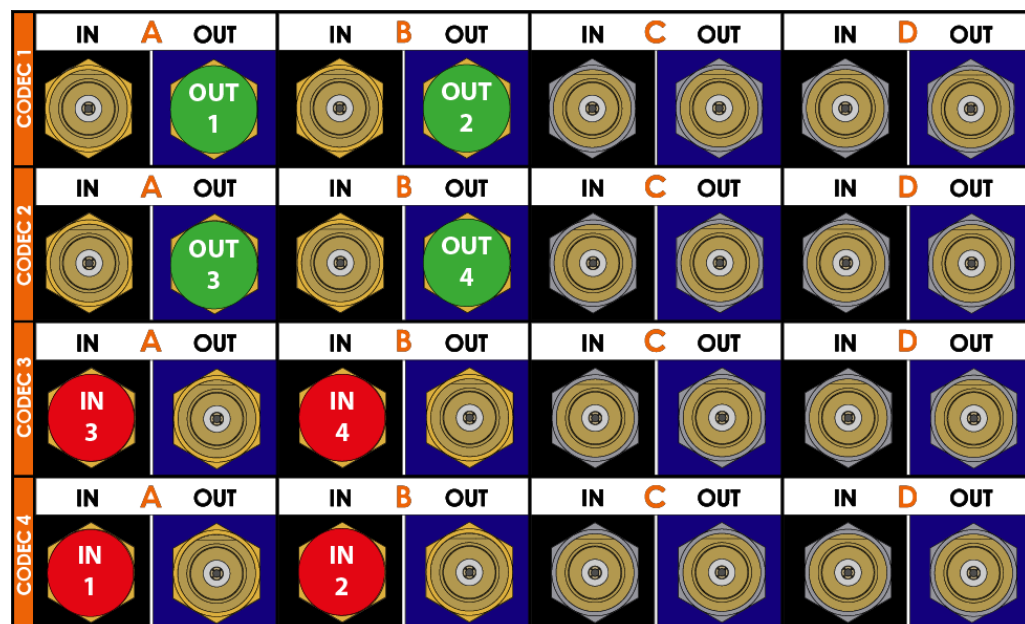 CODEC 1
IN A OUT IN B OUT IN C OUT IN D OUT
OUT OUT
1 2
CODEC 2
IN A OUT IN B OUT IN C OUT IN D OUT
OUT OUT
3 4
CODEC 3
IN A OUT IN B OUT IN C OUT IN D OUT
IN IN
3 4
CODEC 4
IN A OUT IN B OUT IN C OUT IN D OUT
IN IN
1 2